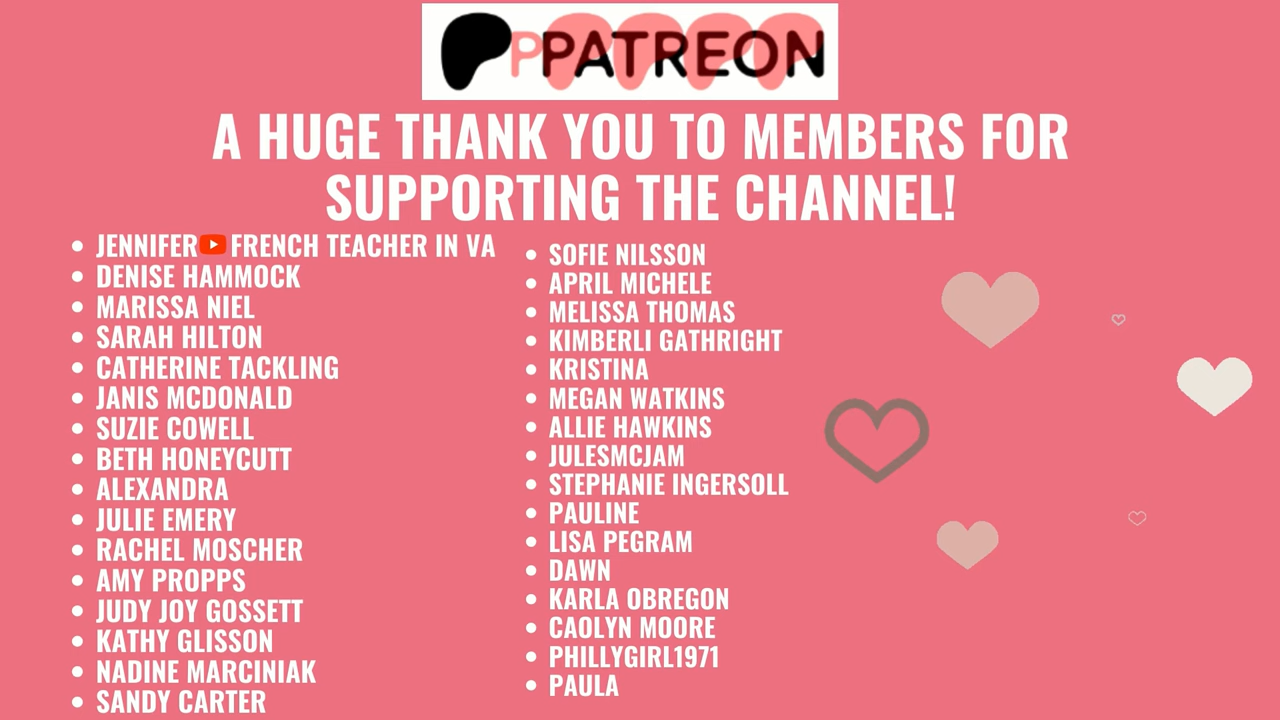 PATREON
A HUGE THANK YOU TO MEMBERS FOR
SUPPORTING THE CHANNEL!
JENNIFER FRENCH TEACHER IN VA
DENISE HAMMOCK
MARISSA NIEL
SARAH HILTON
CATHERINE TACKLING
JANIS MCDONALD
SUZIE COWELL
BETH HONEYCUTT
ALEXANDRA
JULIE EMERY
RACHEL MOSCHER
AMY PROPPS
JUDY JOY GOSSETT
KATHY GLISSON
NADINE MARCINIAK
SANDY CARTER
SOFIE NILSSON
APRIL MICHELE
MELISSA THOMAS
KIMBERLI GATHRIGHT
KRISTINA
MEGAN WATKINS
ALLIE HAWKINS
JULESMCJAM
STEPHANIE INGERSOLL
PAULINE
LISA PEGRAM
DAWN
KARLA OBREGON
CAOLYN MOORE
PHILLYGIRL1971
PAULA